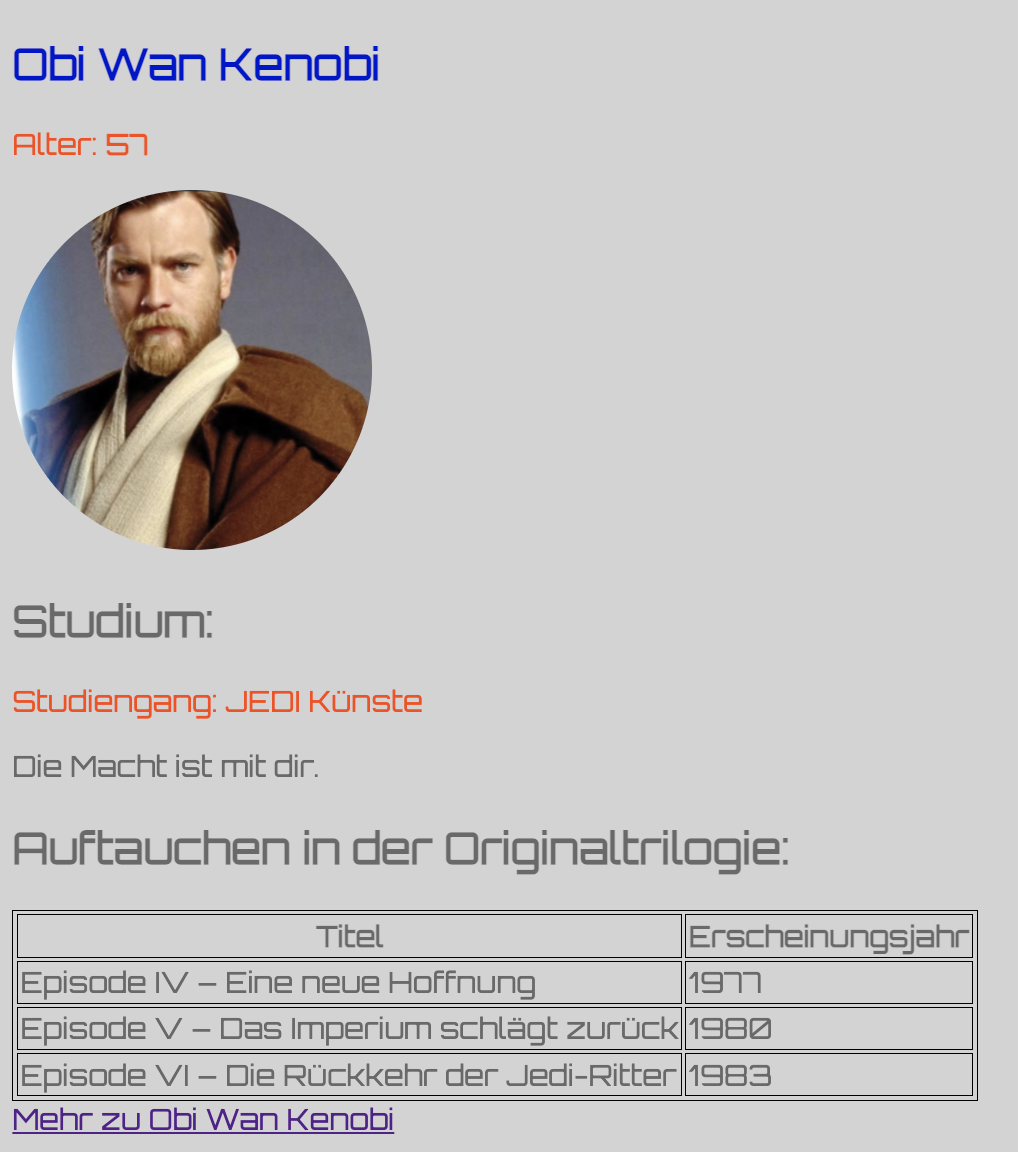 Obi Wan Kenobi
Alter: 57
Studium:
Studiengang: JEDI Künste
Die Macht ist mit dir.
Auftauchen in der Originaltrilogie:
Titel Erscheinungsjahr
Episode IV – Eine neue Hoffnung 1977
Episode V – Das Imperium schlägt zurück 1980
Episode VI – Die Rückkehr der Jedi-Ritter 1983
Mehr zu Obi Wan Kenobi